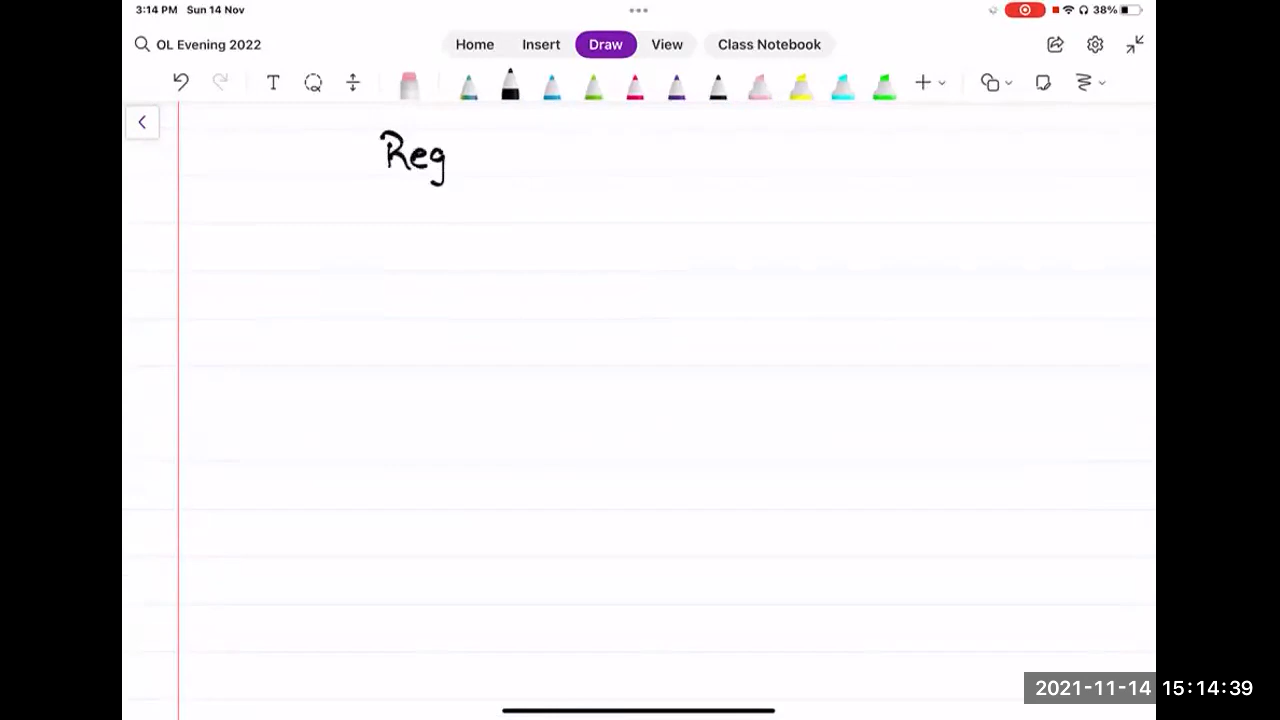 3:14 PM Sun 14 Nov
38%
OL Evening 2022
Home Insert Draw View Class Notebook
T
Reg
2021-11-14 15:14:39